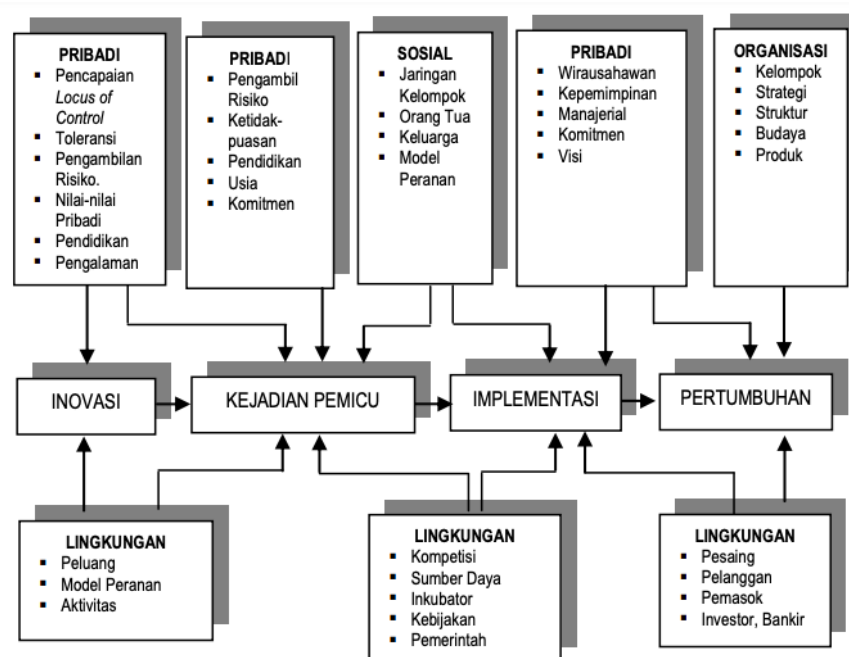 PRIBADI
▪ Pencapaian
Locus of
Control
▪ Toleransi
▪ Pengambilan
Risiko.
▪ Nilai-nilai
Pribadi
▪ Pendidikan
▪ Pengalaman
PRIBADI
▪ Pengambil
Risiko
▪ Ketidak-
puasan
▪ Pendidikan
▪ Usia
▪ Komitmen
SOSIAL
▪ Jaringan
Kelompok
▪ Orang Tua
▪ Keluarga
▪ Model
Peranan
PRIBADI
▪ Wirausahawan
▪ Kepemimpinan
▪ Manajerial
▪ Komitmen
▪ Visi
ORGANISASI
▪ Kelompok
▪ Strategi
▪ Struktur
▪ Budaya
▪ Produk
INOVASI
KEJADIAN PEMICU
IMPLEMENTASI
PERTUMBUHAN
LINGKUNGAN
▪ Peluang
▪ Model Peranan
▪ Aktivitas
LINGKUNGAN
▪ Kompetisi
▪ Sumber Daya
▪ Inkubator
▪ Kebijakan
▪ Pemerintah
LINGKUNGAN
▪ Pesaing
▪ Pelanggan
▪ Pemasok
▪ Investor, Bankir